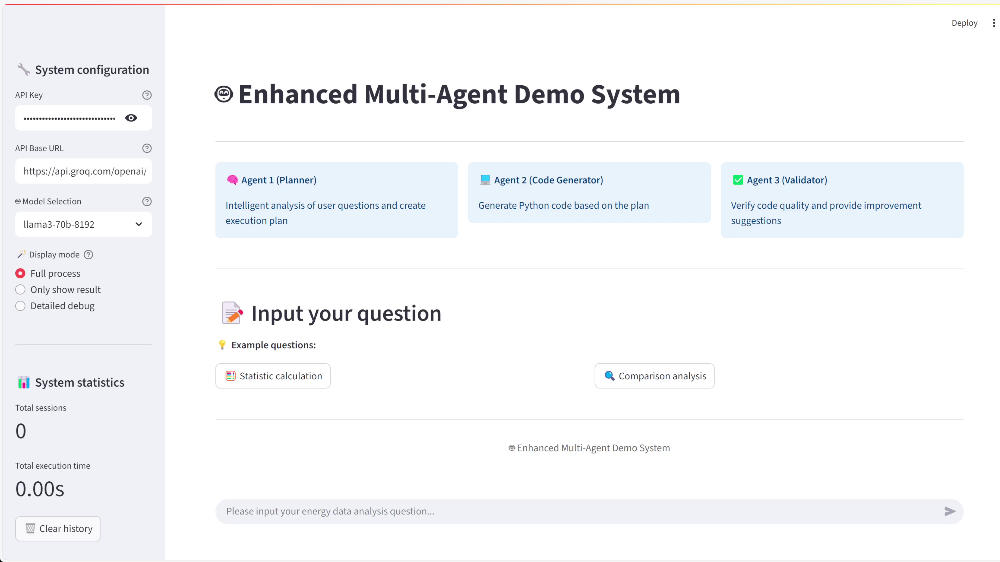 Deploy
System configuration
API Key
API Base URL
https://api.groq.com/openai/
Model Selection
llama3-70b-8192
Display mode
Full process
Only show result
Detailed debug
System statistics
Total sessions
0
Total execution time
0.00s
Clear history
Enhanced Multi-Agent Demo System
Agent 1 (Planner)
Intelligent analysis of user questions and create
execution plan
Agent 2 (Code Generator)
Generate Python code based on the plan
Agent 3 (Validator)
Verify code quality and provide improvement
suggestions
Input your question
Example questions:
Statistic calculation
Comparison analysis
Enhanced Multi-Agent Demo System
Please input your energy data analysis question...